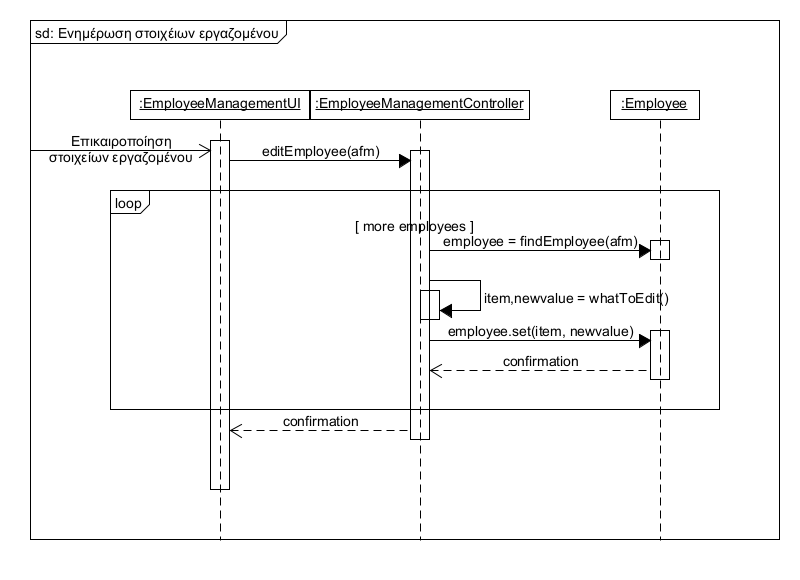 sd: Ενημέρωση στοιχέιων εργαζομένου
:EmployeeManagementUI
:EmployeeManagementController
:Employee
Επικαιροποίηση
στοιχείων εργαζομένου
editEmployee(afm)
loop
[ more employees ]
employee = findEmployee(afm)
item,newvalue = whatToEdit()
employee.set(item, newvalue)
confirmation
confirmation